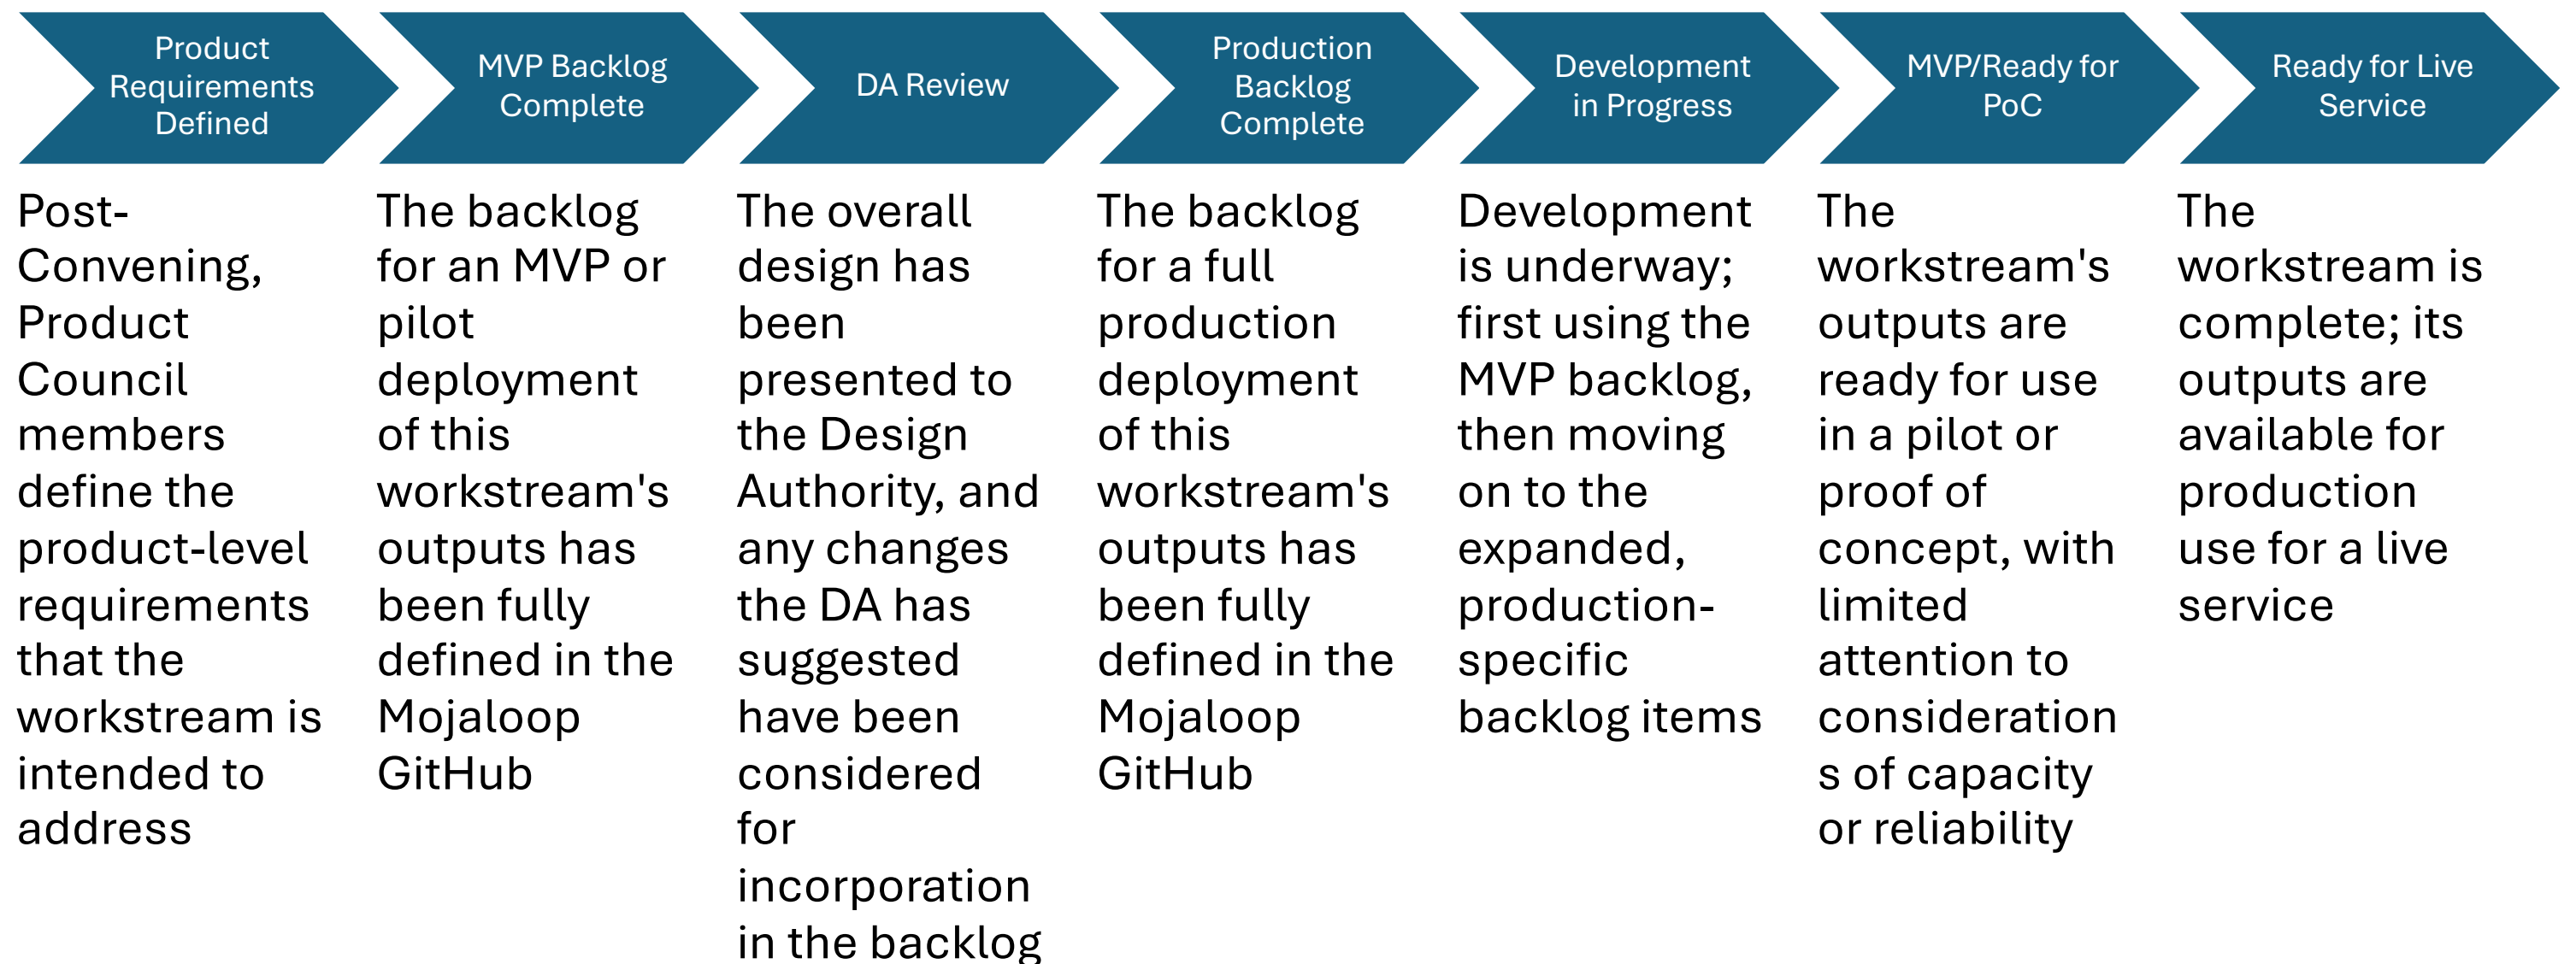 Product
Requirements
Defined
MVP Backlog
Complete
DA Review
Production
Backlog
Complete
Development
in Progress
MVP/Ready for
PoC
Ready for Live
Service
Post-
Convening,
Product
Council
members
define the
product-level
requirements
that the
workstream is
intended to
address
The backlog
for an MVP or
pilot
deployment
of this
workstream's
outputs has
been fully
defined in the
Mojaloop
GitHub
The overall
design has
been
presented to
the Design
Authority, and
any changes
the DA has
suggested
have been
considered
for
incorporation
in the backlog
The backlog
for a full
production
deployment
of this
workstream's
outputs has
been fully
defined in the
Mojaloop
GitHub
Development
is underway;
first using the
MVP backlog,
then moving
on to the
expanded,
production-
specific
backlog items
The
workstream's
outputs are
ready for use
in a pilot or
proof of
concept, with
limited
attention to
consideration
s of capacity
or reliability
The
workstream is
complete; its
outputs are
available for
production
use for a live
service